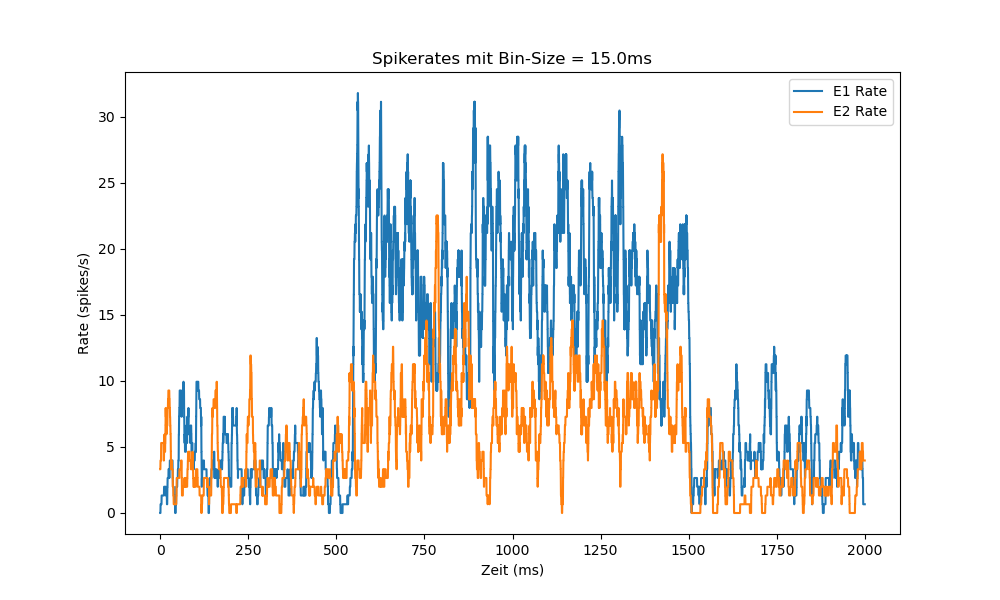 Spikerates mit Bin-Size = 15.0ms
E1 Rate
E2 Rate
Rate (spikes/s)
30
25
20
15
10
5
0
0 250 500 750 1000 1250 1500 1750 2000
Zeit (ms)